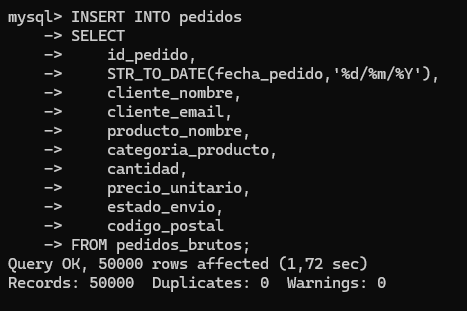 mysql> INSERT INTO pedidos
    -> SELECT
    ->     id_pedido,
    ->     STR_TO_DATE(fecha_pedido,'%d/%m/%Y'),
    ->     cliente_nombre,
    ->     cliente_email,
    ->     producto_nombre,
    ->     categoria_producto,
    ->     cantidad,
    ->     precio_unitario,
    ->     estado_envio,
    ->     codigo_postal
    -> FROM pedidos_brutos;
Query OK, 50000 rows affected (1,72 sec)
Records: 50000  Duplicates: 0  Warnings: 0